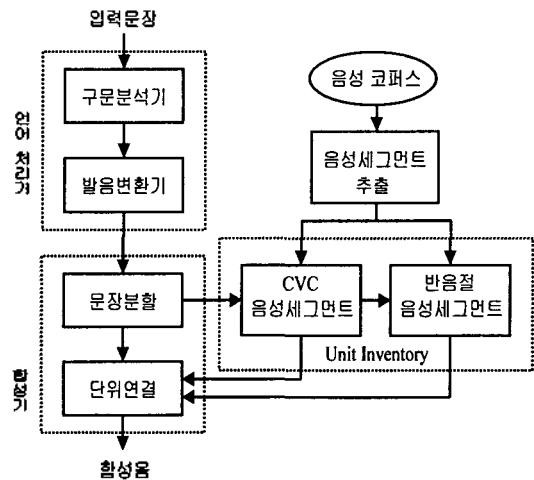 입력문장
구문분석기
발음변환기
언어 처리기
음성 코퍼스
음성세그먼트
추출
문장분할
단위연결
합성기
CVC
음성세그먼트
반음절
음성세그먼트
Unit Inventory
합성음